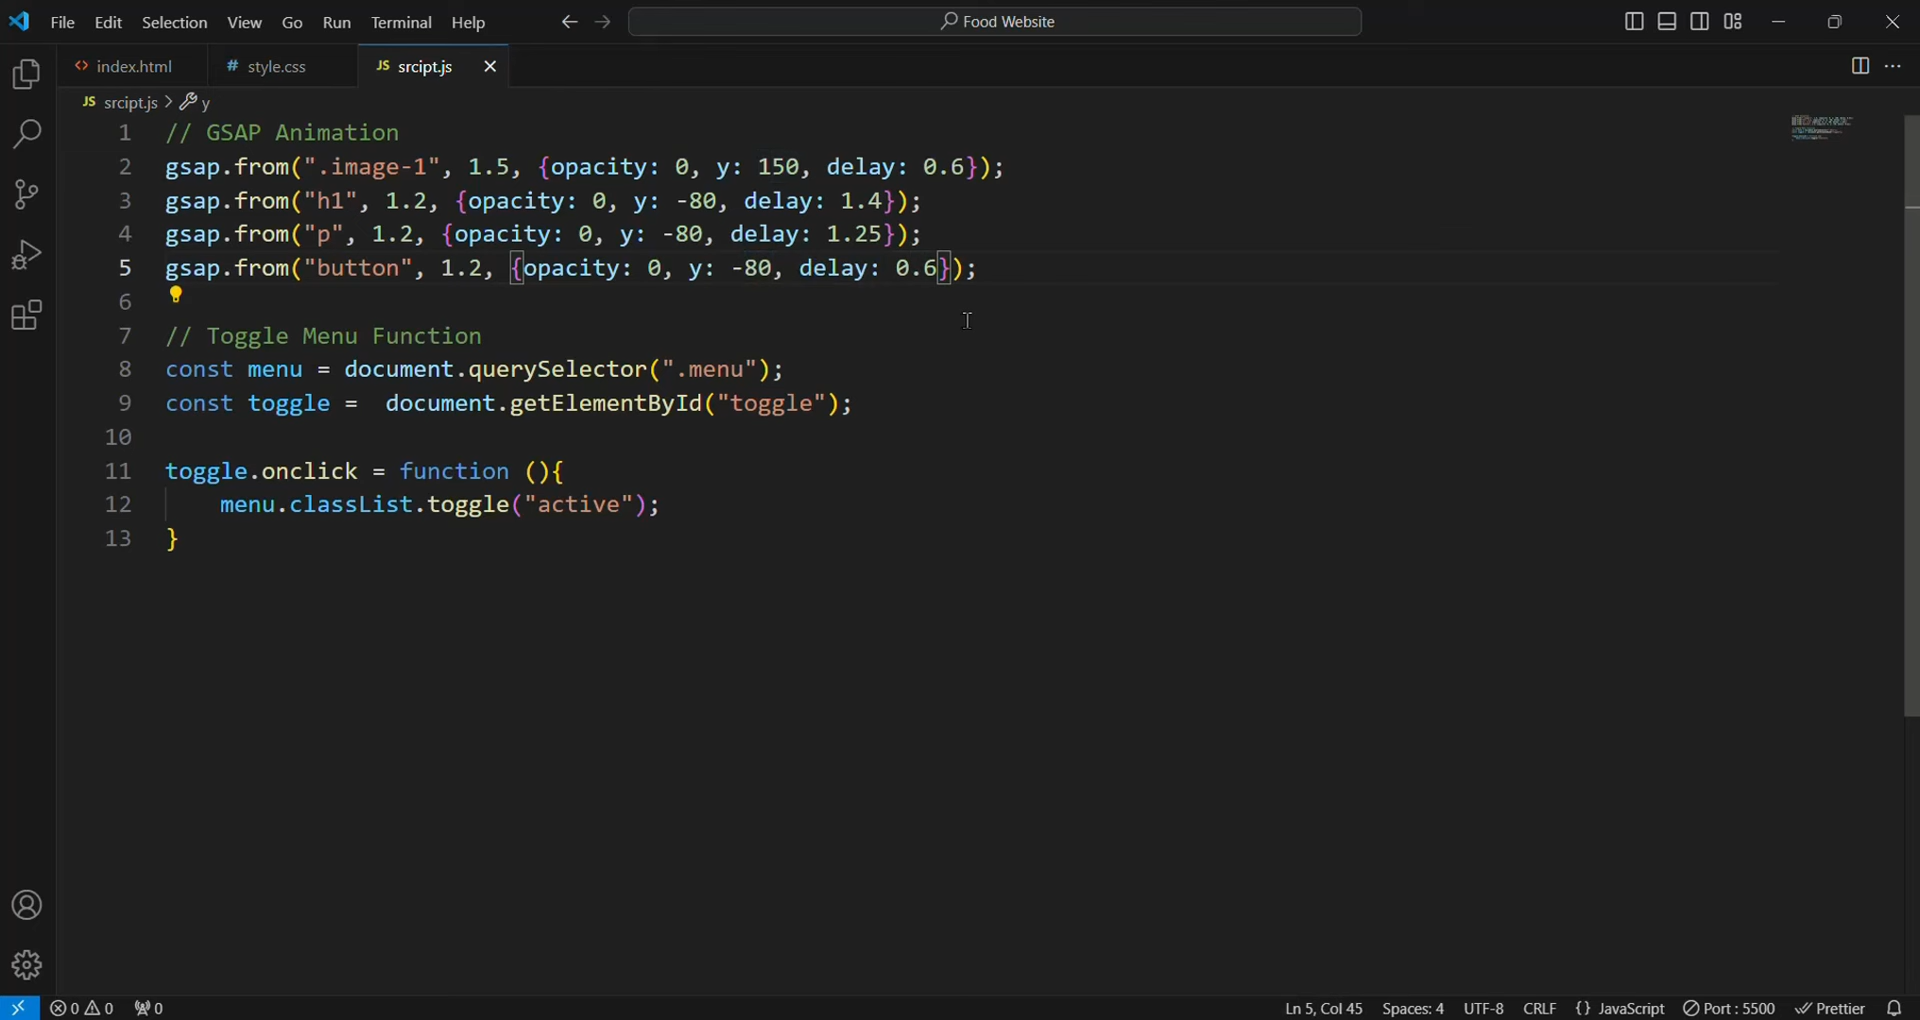 File Edit Selection View Go Run Terminal Help Food Website
index.html style.css JS srcipt.js
JS srcipt.js > y
1 // GSAP Animation
2 gsap.from(".image-1", 1.5, {opacity: 0, y: 150, delay: 0.6});
3 gsap.from("h1", 1.2, {opacity: 0, y: -80, delay: 1.4});
4 gsap.from("p", 1.2, {opacity: 0, y: -80, delay: 1.25});
5 gsap.from("button", 1.2, {opacity: 0, y: -80, delay: 0.6});
6
7 // Toggle Menu Function
8 const menu = document.querySelector(".menu");
9 const toggle =  document.getElementById("toggle");
10
11 toggle.onclick = function (){
12     menu.classList.toggle("active");
13 }
0 0 0 Ln 5, Col 45 Spaces: 4 UTF-8 CRLF {} JavaScript Port : 5500 Prettier